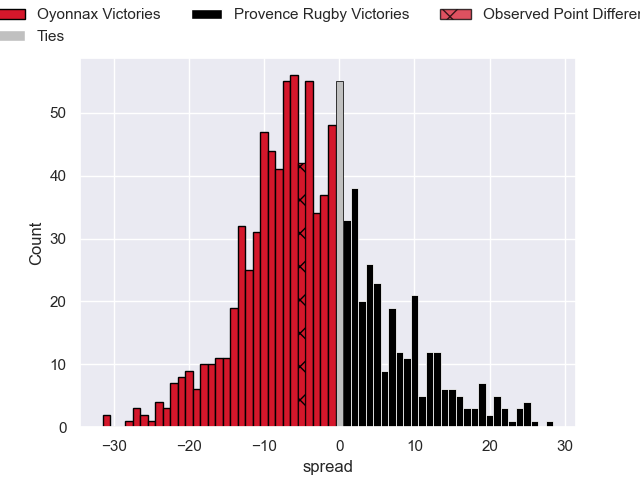 Oyonnax Victories Provence Rugby Victories Observed Point Differen
Ties
50
40
30
20
10
0
Count
−30 −20 −10 0 10 20 30
spread